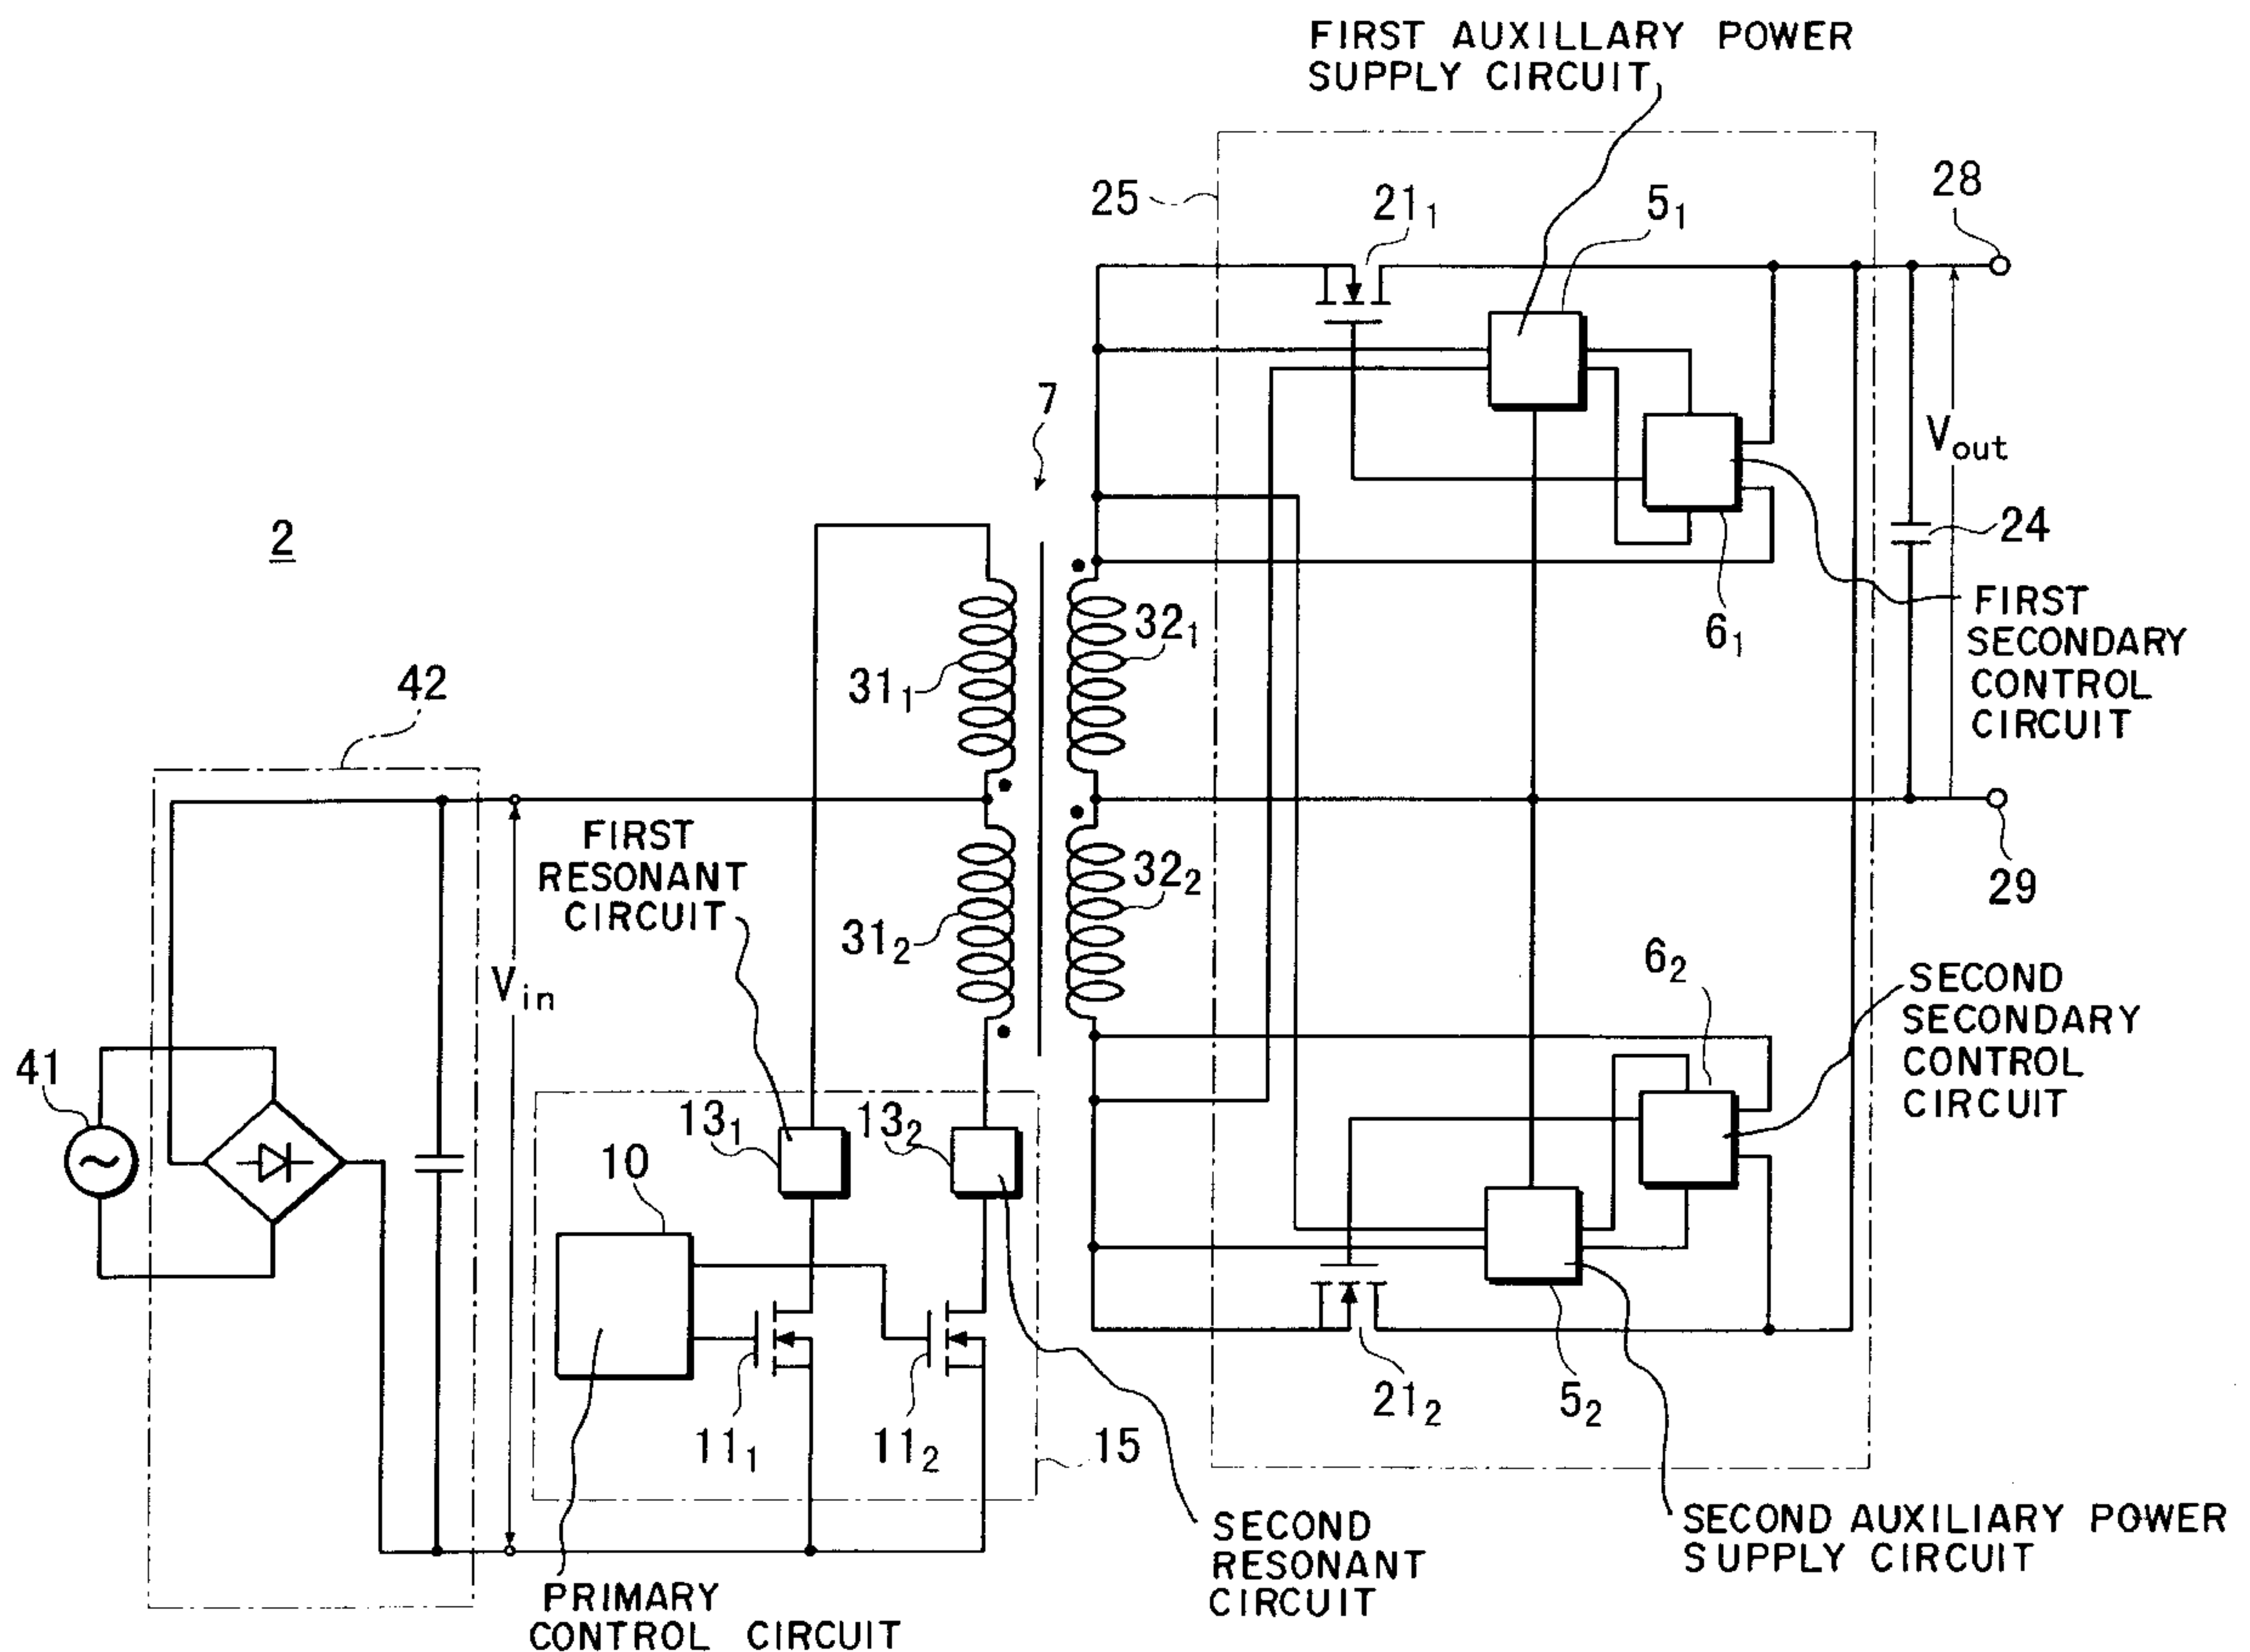 FIRST AUXILLARY POWER
SUPPLY CIRCUIT
25
21₁
5₁
28
7
Vout
2
24
32₁
6₁
FIRST
SECONDARY
CONTROL
CIRCUIT
31₁
42
FIRST
RESONANT
CIRCUIT
32₂
29
31₂
6₂
SECOND
SECONDARY
CONTROL
CIRCUIT
Vin
41
13₁
13₂
10
21₂
5₂
11₁
11₂
15
SECOND
RESONANT
CIRCUIT
SECOND AUXILIARY POWER
SUPPLY CIRCUIT
PRIMARY
CONTROL CIRCUIT